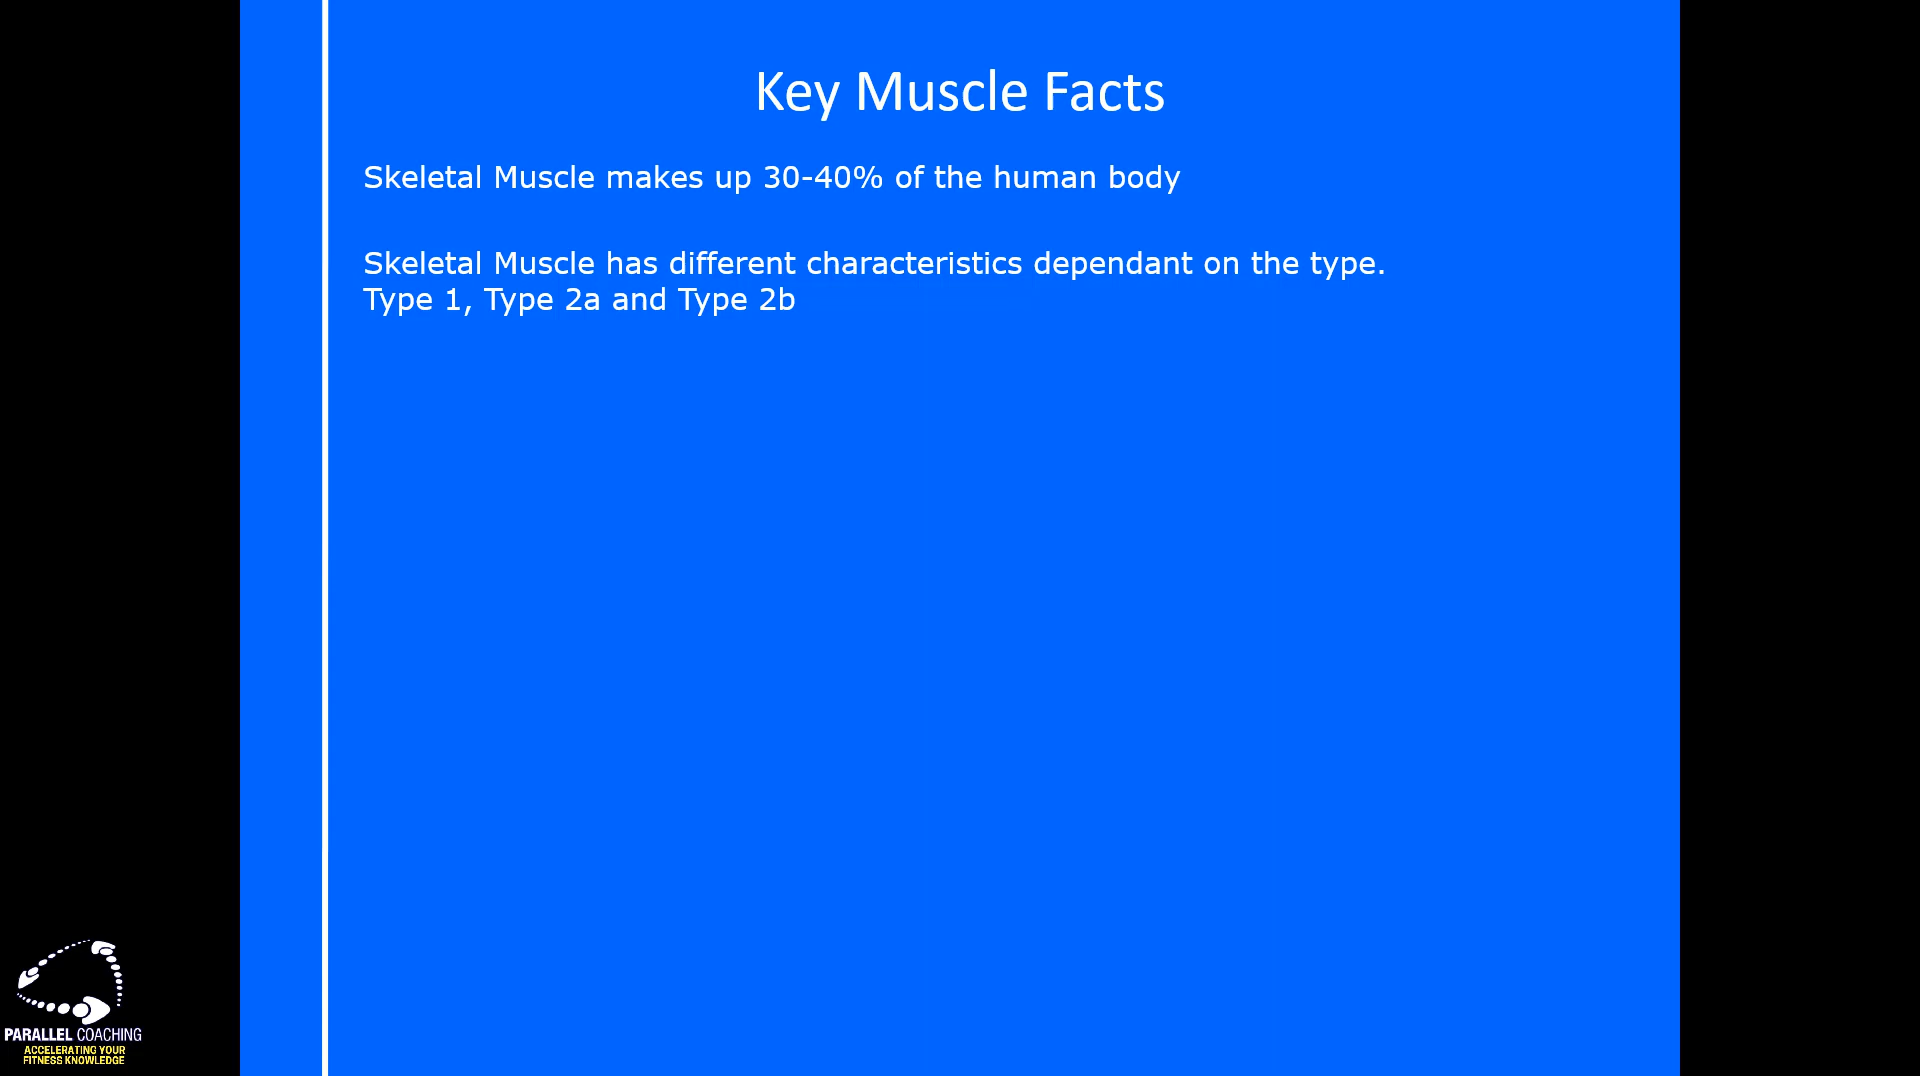 Key Muscle Facts
Skeletal Muscle makes up 30-40% of the human body
Skeletal Muscle has different characteristics dependant on the type.
Type 1, Type 2a and Type 2b
PARALLEL COACHING
ACCELERATING YOUR
FITNESS KNOWLEDGE